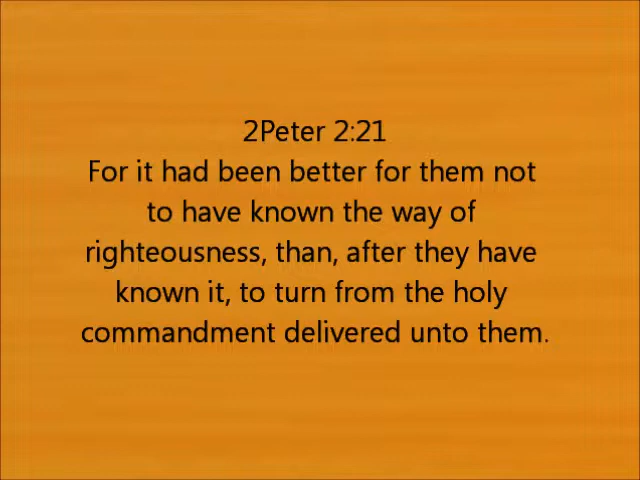 2Peter 2:21
For it had been better for them not
to have known the way of
righteousness, than, after they have
known it, to turn from the holy
commandment delivered unto them.